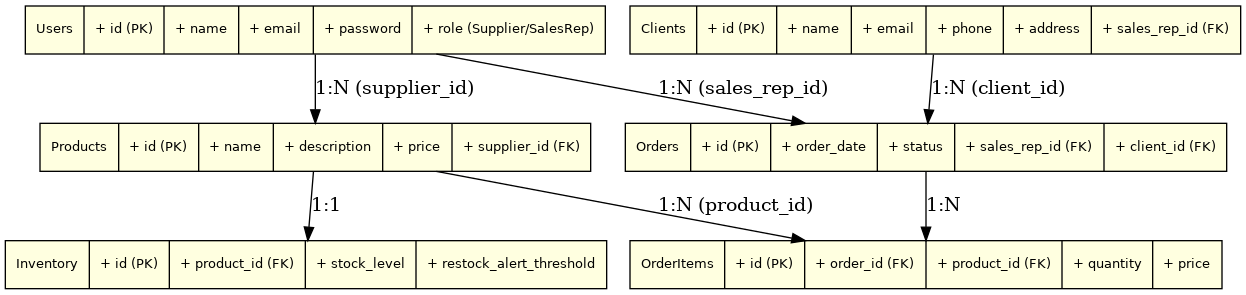 Users + id (PK) + name + email + password + role (Supplier/SalesRep)
Clients + id (PK) + name + email + phone + address + sales_rep_id (FK)
1:N (supplier_id)
1:N (sales_rep_id)
1:N (client_id)
Products + id (PK) + name + description + price + supplier_id (FK)
Orders + id (PK) + order_date + status + sales_rep_id (FK) + client_id (FK)
1:1
1:N (product_id)
1:N
Inventory + id (PK) + product_id (FK) + stock_level + restock_alert_threshold
OrderItems + id (PK) + order_id (FK) + product_id (FK) + quantity + price